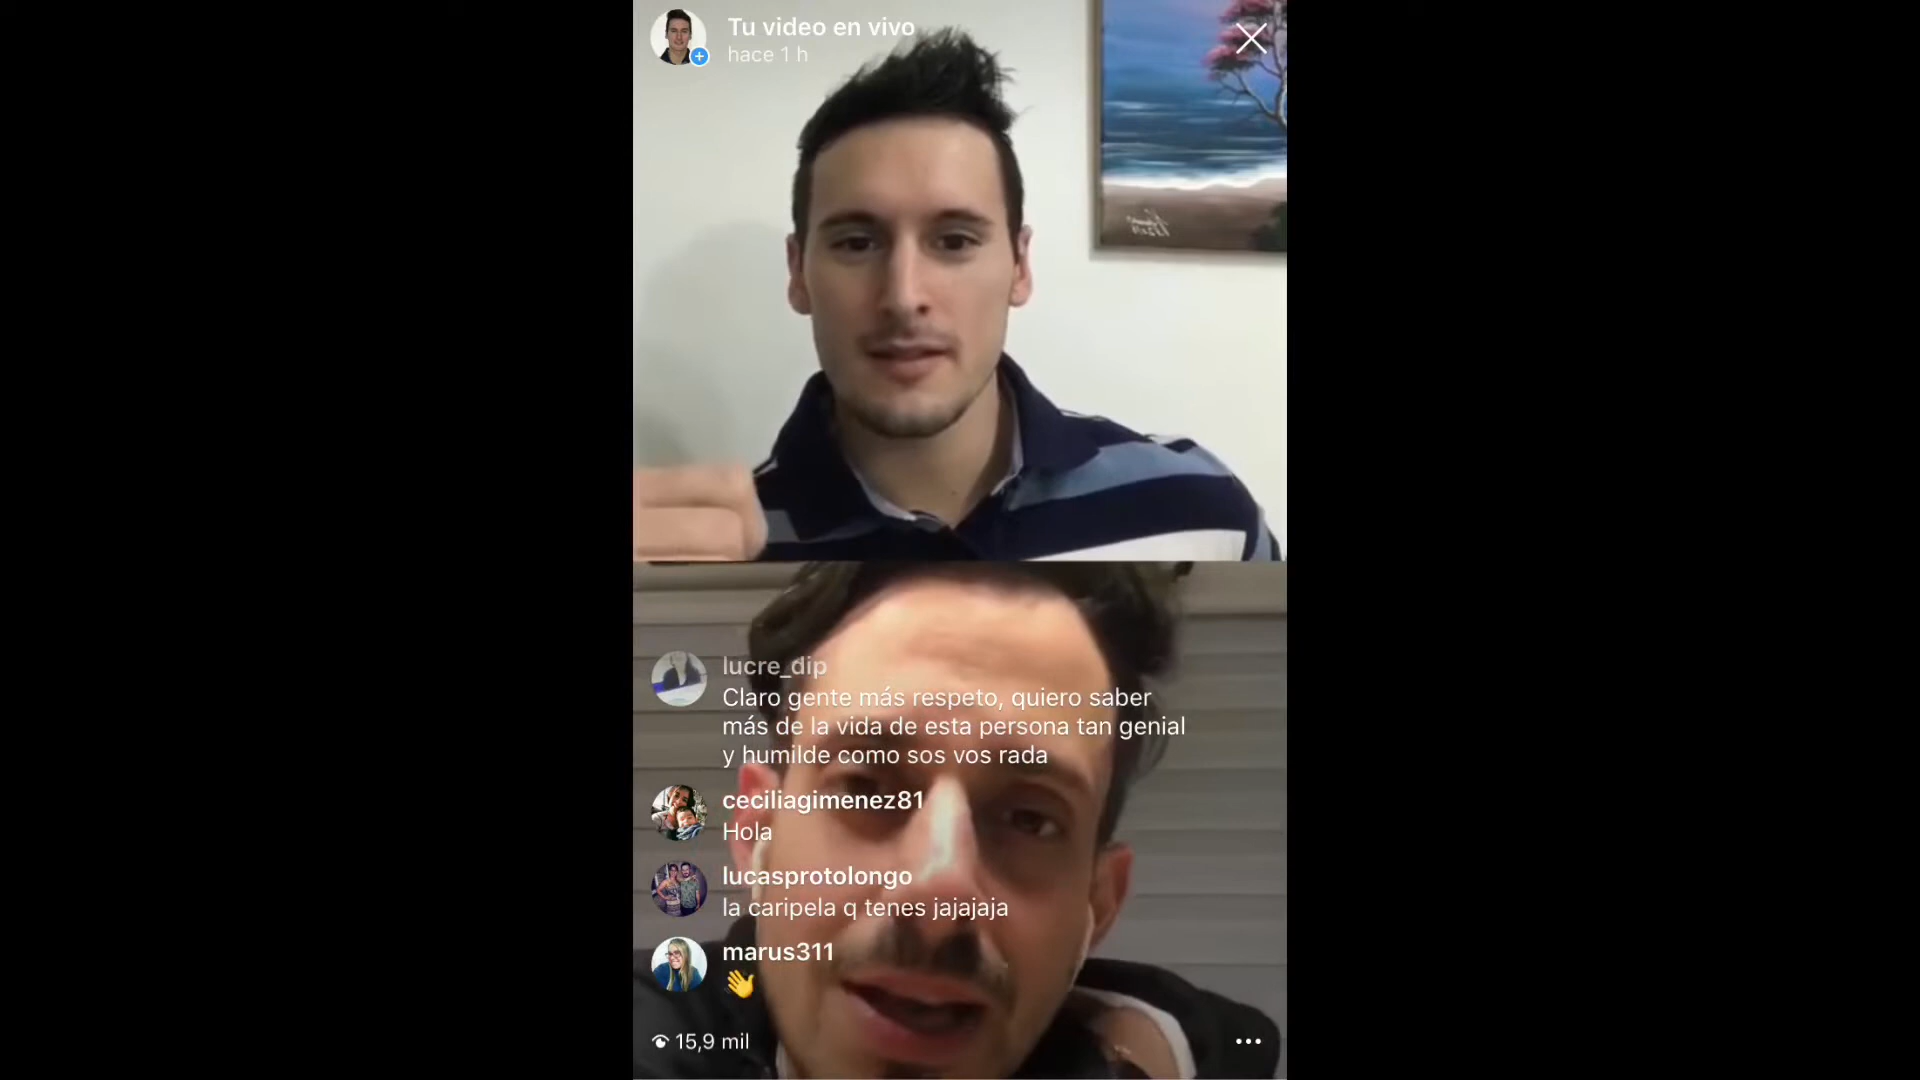 Tu video en vivo
hace 1 h
lucre_dip
Claro gente más respeto, quiero saber
más de la vida de esta persona tan genial
y humilde como sos vos rada
ceciliagimenez81
Hola
lucasprotolongo
la caripela q tenes jajajaja
marus311
👋
15,9 mil